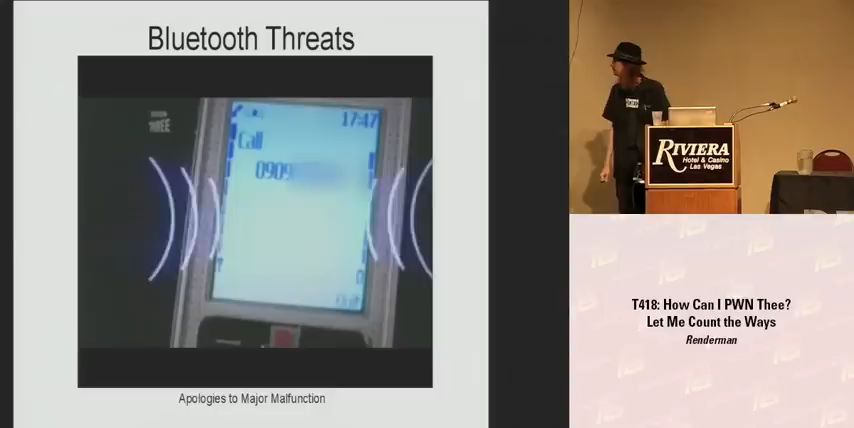 Bluetooth Threats
THREE
17:47
Call
0909
Apologies to Major Malfunction
RIVIERA
Hotel & Casino
Las Vegas
T418: How Can I PWN Thee?
Let Me Count the Ways
Renderman